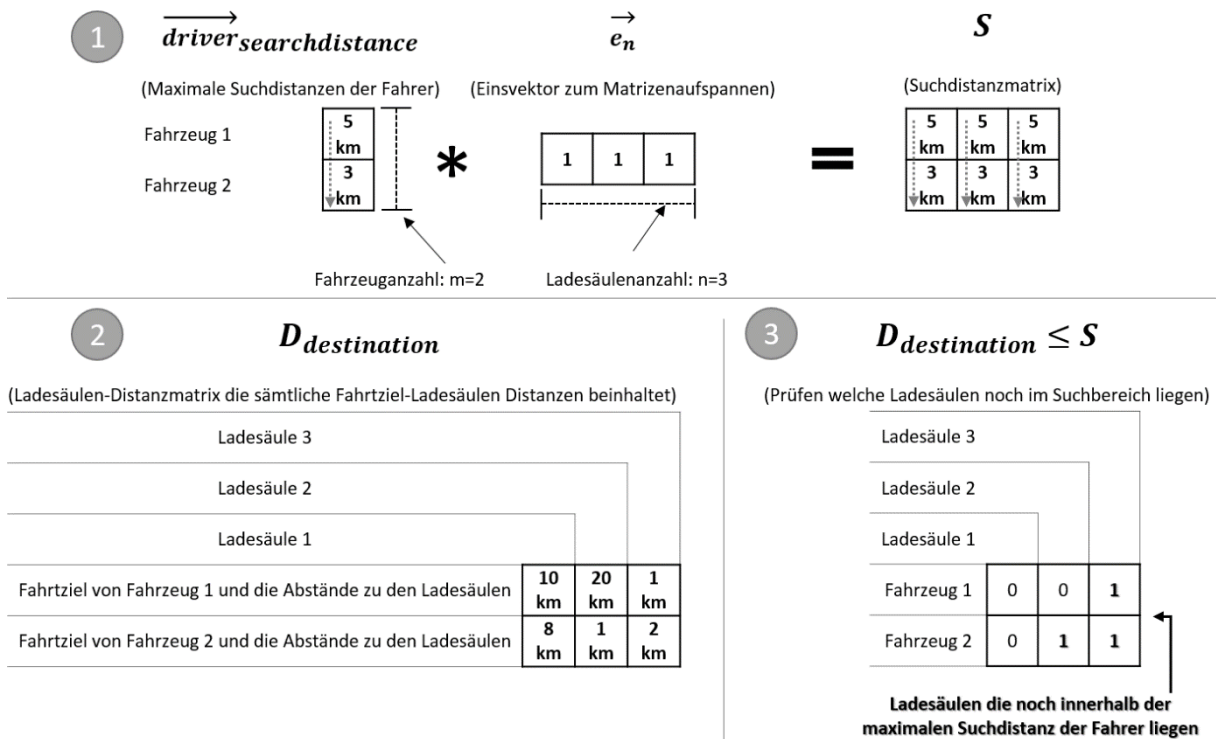 1
driver searchdistance
e n
S
(Maximale Suchdistanzen der Fahrer)
(Einsvektor zum Matrizenaufspannen)
(Suchdistanzmatrix)
Fahrzeug 1
Fahrzeug 2
5 km
3 km
*
1 1 1
=
5 km 5 km 5 km
3 km 3 km 3 km
Fahrzeuganzahl: m=2
Ladesäulenanzahl: n=3
2
D destination
(Ladesäulen-Distanzmatrix die sämtliche Fahrtziel-Ladesäulen Distanzen beinhaltet)
Ladesäule 3
Ladesäule 2
Ladesäule 1
Fahrtziel von Fahrzeug 1 und die Abstände zu den Ladesäulen 10 km 20 km 1 km
Fahrtziel von Fahrzeug 2 und die Abstände zu den Ladesäulen 8 km 1 km 2 km
3
D destination ≤ S
(Prüfen welche Ladesäulen noch im Suchbereich liegen)
Ladesäule 3
Ladesäule 2
Ladesäule 1
Fahrzeug 1 0 0 1
Fahrzeug 2 0 1 1
Ladesäulen die noch innerhalb der
maximalen Suchdistanz der Fahrer liegen